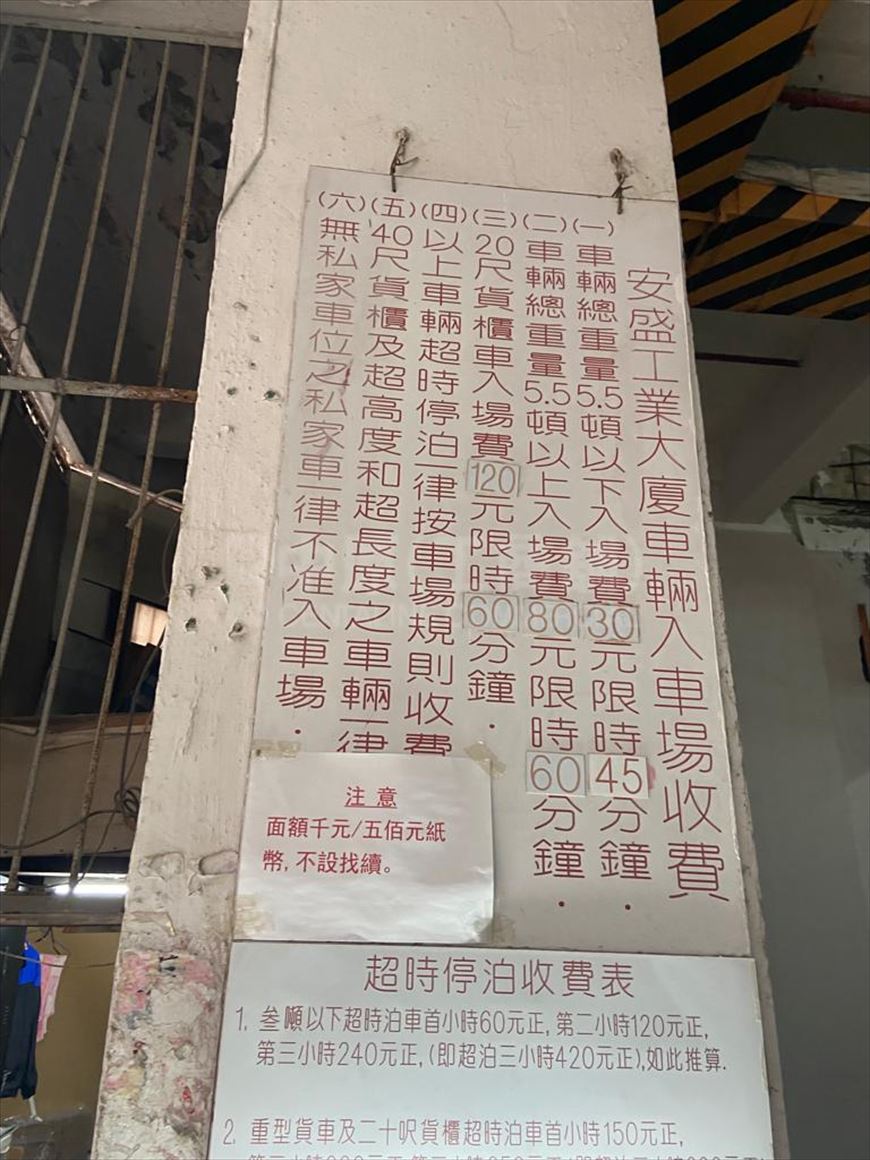 安盛工業大廈車輛入車場收費
(一)車輛總重量5.5頓以下入場費30元限時45分鐘.
(二)車輛總重量5.5頓以上入場費80元限時60分鐘.
(三)20尺貨櫃車入場費120元限時60分鐘.
(四)以上車輛超時停泊一律按車場規則收費
(五)40尺貨櫃及超高度和超長度之車輛一律
(六)無私家車位之私家車一律不准入車場.
注意
面額千元/五佰元紙
幣,不設找續。
超時停泊收費表
1. 叄噸以下超時泊車首小時60元正,第二小時120元正,
第三小時240元正,(即超泊三小時420元正),如此推算.
2. 重型貨車及二十呎貨櫃超時泊車首小時150元正,